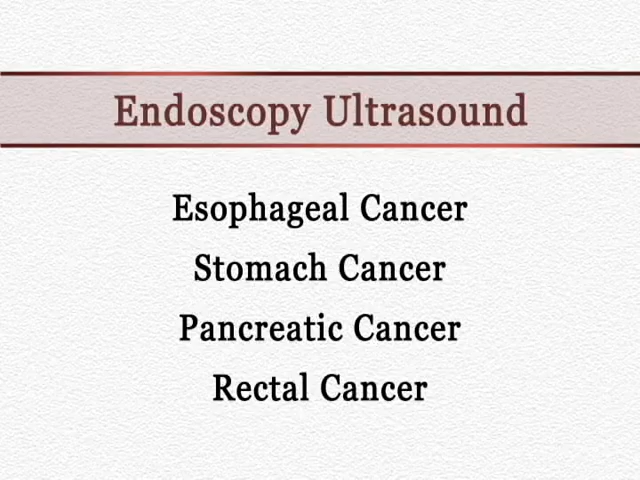 Endoscopy Ultrasound
Esophageal Cancer
Stomach Cancer
Pancreatic Cancer
Rectal Cancer